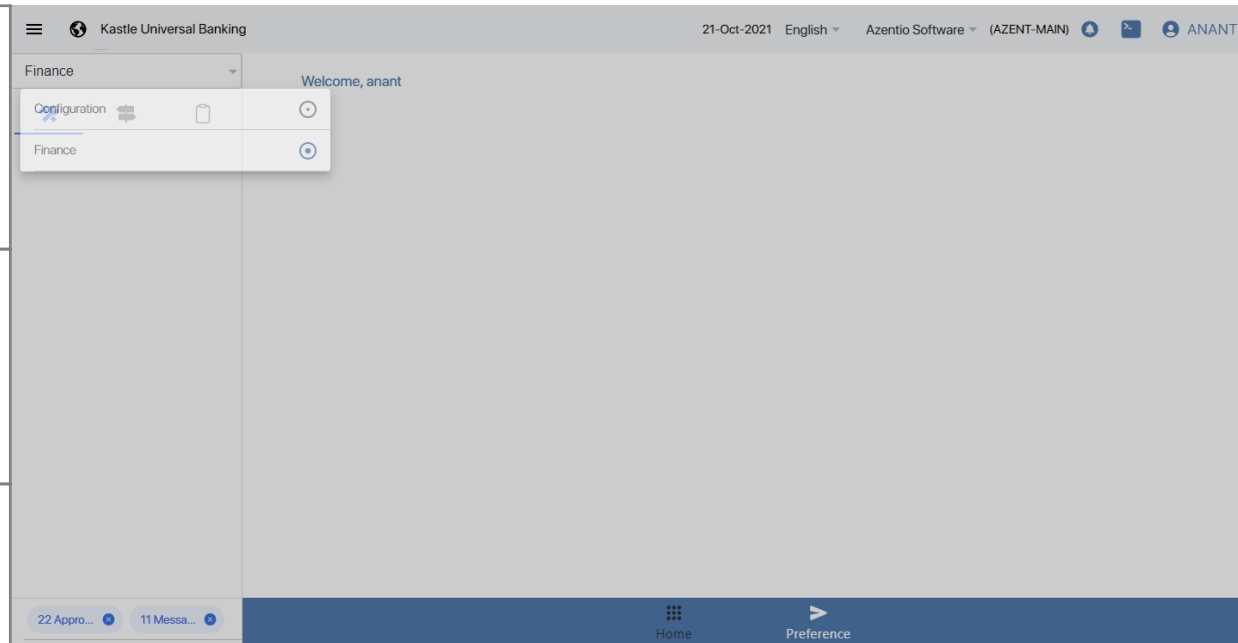 Kastle Universal Banking 21-Oct-2021 English Azentio Software (AZENT-MAIN) ANANT
Finance
Welcome, anant
Configuration
Finance
22 Appro... 11 Messa...
Home Preference